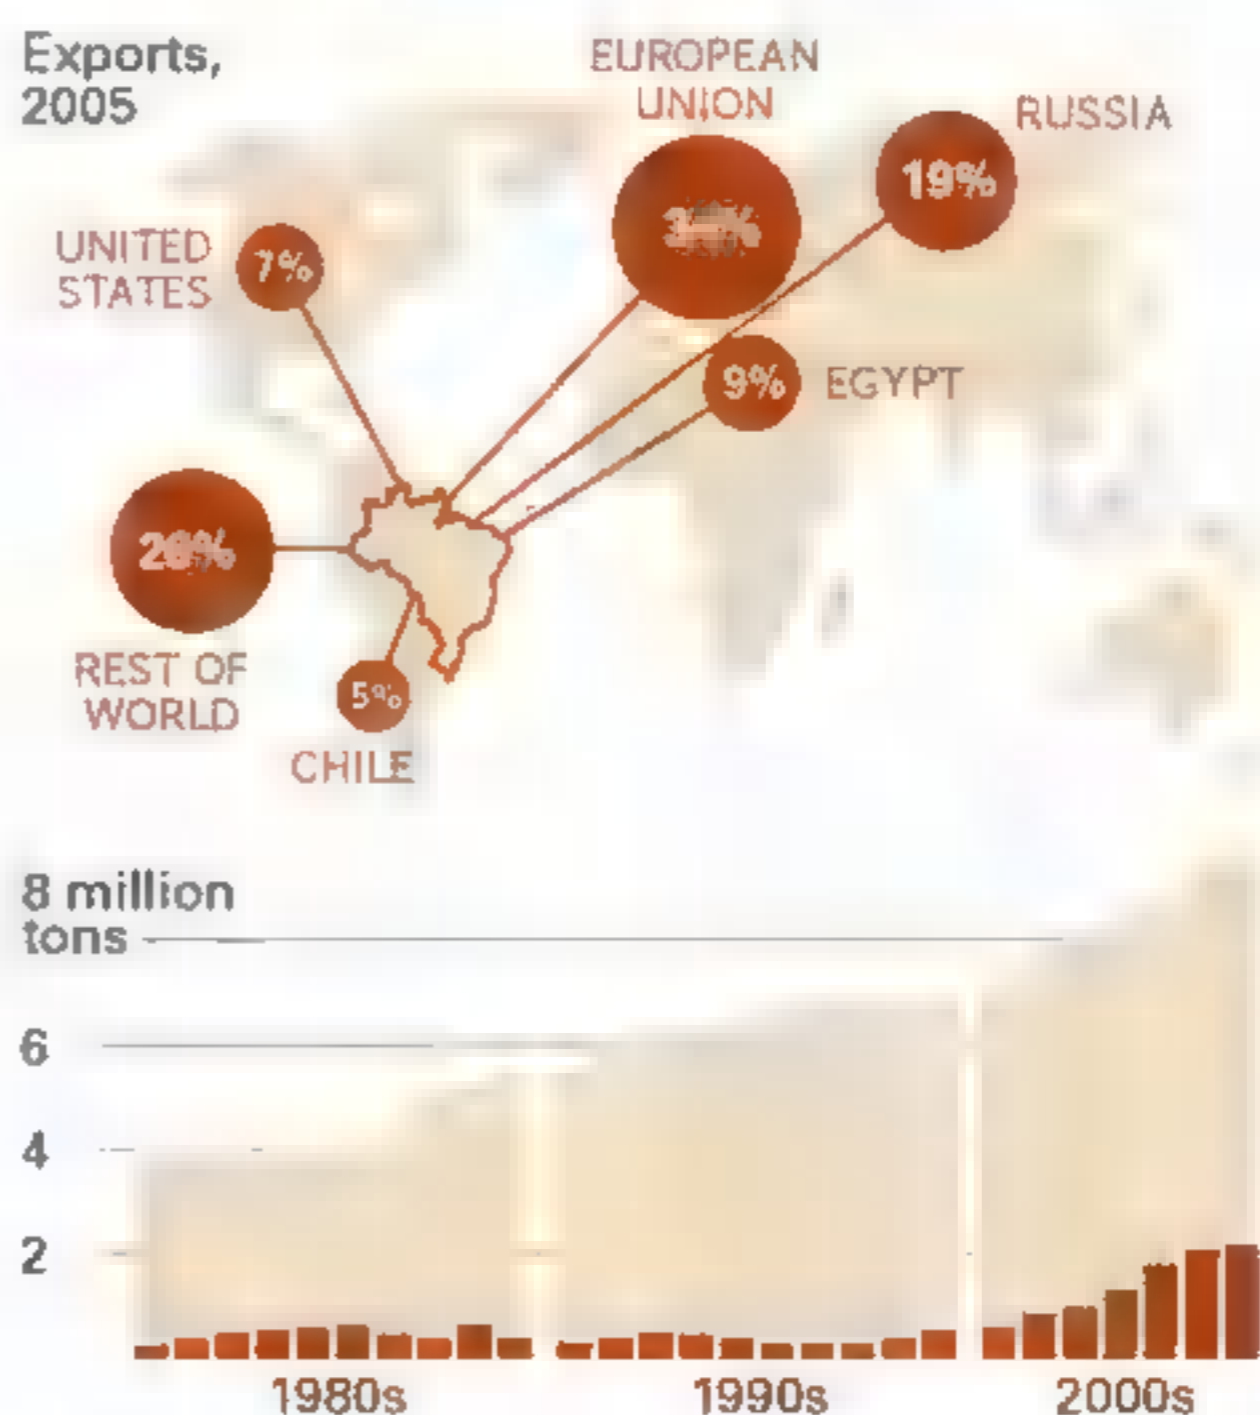 Exports,
2005
EUROPEAN
UNION
RUSSIA
19%
UNITED
STATES
7%
9%
EGYPT
REST OF
WORLD
5%
CHILE
8 million
tons
6
4
2
1980s
1990s
2000s